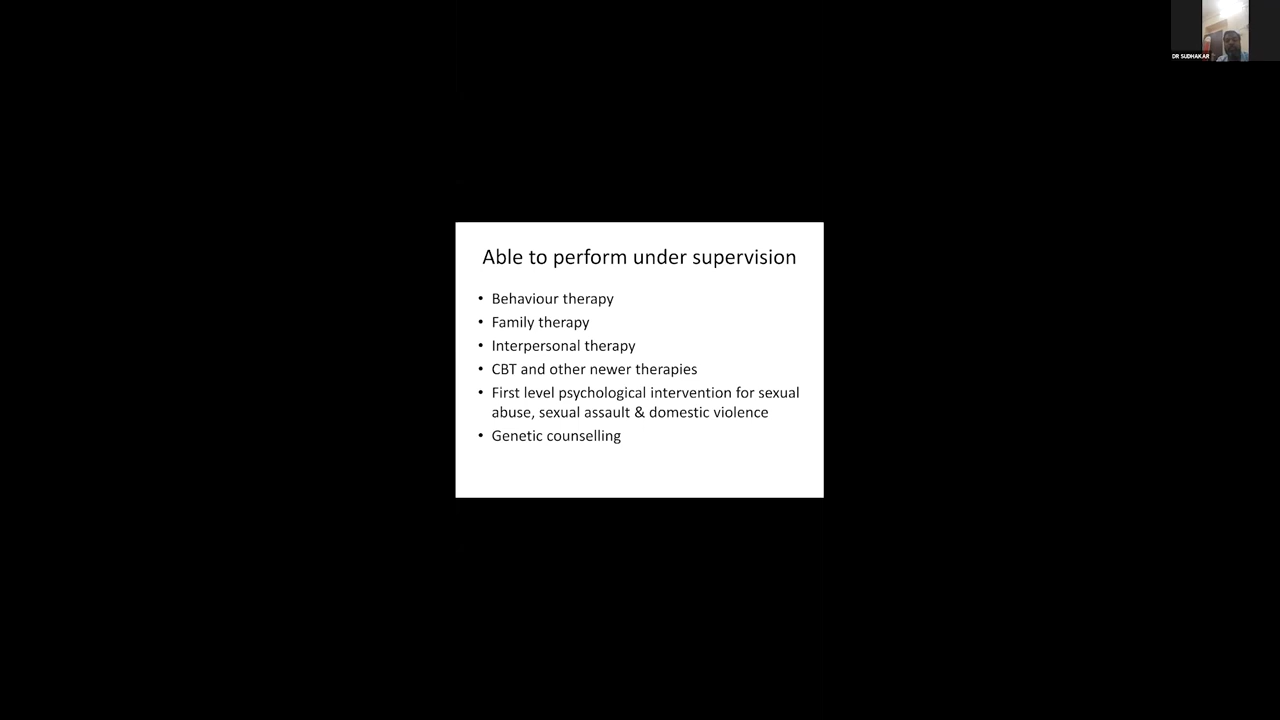 DR SUDHAKAR
Able to perform under supervision
• Behaviour therapy
• Family therapy
• Interpersonal therapy
• CBT and other newer therapies
• First level psychological intervention for sexual
abuse, sexual assault & domestic violence
• Genetic counselling